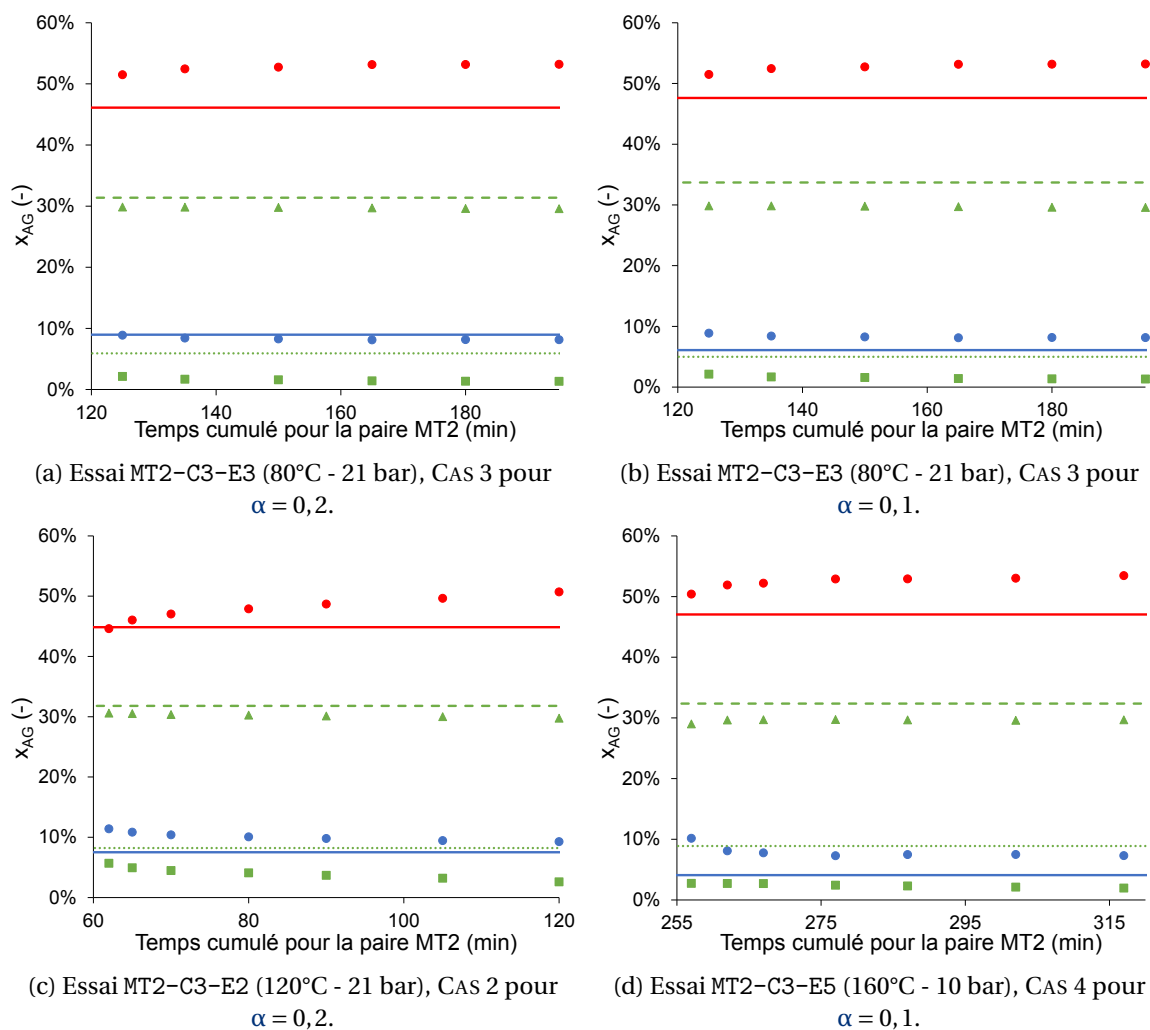 60%
50%
40%
30%
20%
10%
0%
x_AG (-)
120 140 160 180
Temps cumulé pour la paire MT2 (min)
(a) Essai MT2-C3-E3 (80°C - 21 bar), CAS 3 pour
α = 0,2.
60%
50%
40%
30%
20%
10%
0%
x_AG (-)
120 140 160 180
Temps cumulé pour la paire MT2 (min)
(b) Essai MT2-C3-E3 (80°C - 21 bar), CAS 3 pour
α = 0,1.
60%
50%
40%
30%
20%
10%
0%
x_AG (-)
60 80 100 120
Temps cumulé pour la paire MT2 (min)
(c) Essai MT2-C3-E2 (120°C - 21 bar), CAS 2 pour
α = 0,2.
60%
50%
40%
30%
20%
10%
0%
x_AG (-)
255 275 295 315
Temps cumulé pour la paire MT2 (min)
(d) Essai MT2-C3-E5 (160°C - 10 bar), CAS 4 pour
α = 0,1.